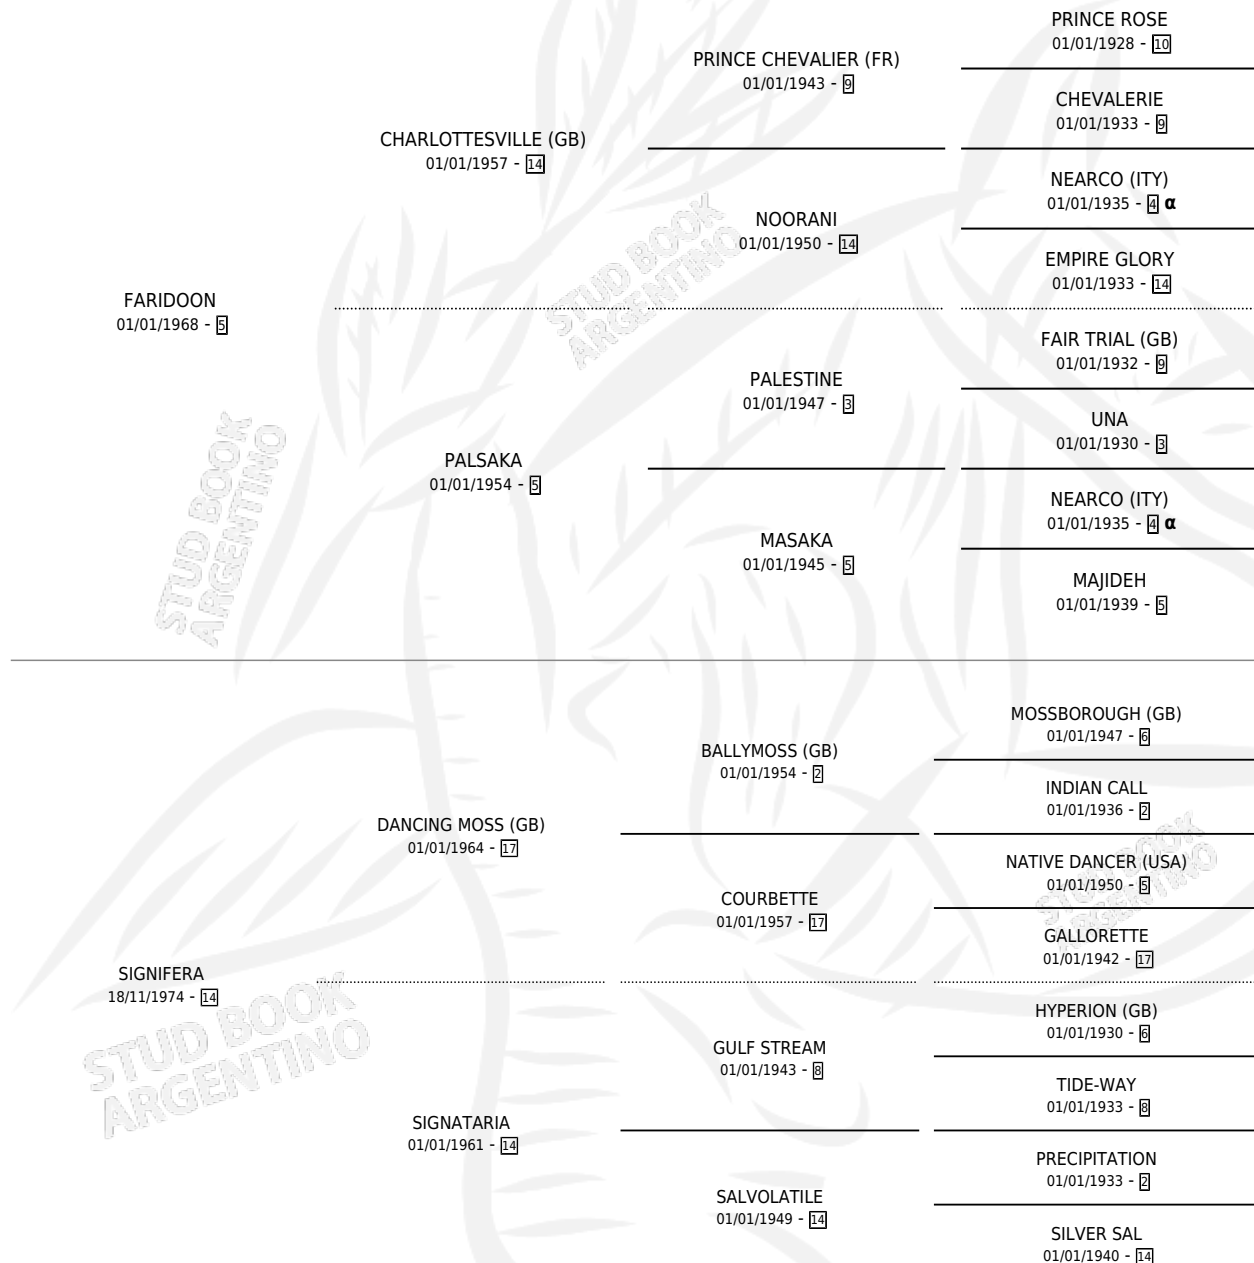 PRINCE ROSE
01/01/1928 - 10
PRINCE CHEVALIER (FR)
01/01/1943 - 9
CHEVALERIE
01/01/1933 - 9
CHARLOTTESVILLE (GB)
01/01/1957 - 14
NEARCO (ITY)
01/01/1935 - 4 α
NOORANI
01/01/1950 - 14
EMPIRE GLORY
01/01/1933 - 14
FARIDOON
01/01/1968 - 5
FAIR TRIAL (GB)
01/01/1932 - 9
PALESTINE
01/01/1947 - 3
UNA
01/01/1930 - 3
PALSAKA
01/01/1954 - 5
NEARCO (ITY)
01/01/1935 - 4 α
MASAKA
01/01/1945 - 5
MAJIDEH
01/01/1939 - 5
MOSSBOROUGH (GB)
01/01/1947 - 6
BALLYMOSS (GB)
01/01/1954 - 2
INDIAN CALL
01/01/1936 - 2
DANCING MOSS (GB)
01/01/1964 - 17
NATIVE DANCER (USA)
01/01/1950 - 5
COURBETTE
01/01/1957 - 17
GALLORETTE
01/01/1942 - 17
SIGNIFERA
18/11/1974 - 14
HYPERION (GB)
01/01/1930 - 6
GULF STREAM
01/01/1943 - 8
TIDE-WAY
01/01/1933 - 8
SIGNATARIA
01/01/1961 - 14
PRECIPITATION
01/01/1933 - 2
SALVOLATILE
01/01/1949 - 14
SILVER SAL
01/01/1940 - 14
STUD BOOK
ARGENTINO
STUD BOOK
ARGENTINO
STUD BOOK
ARGENTINO
STUD BOOK
ARGENTINO